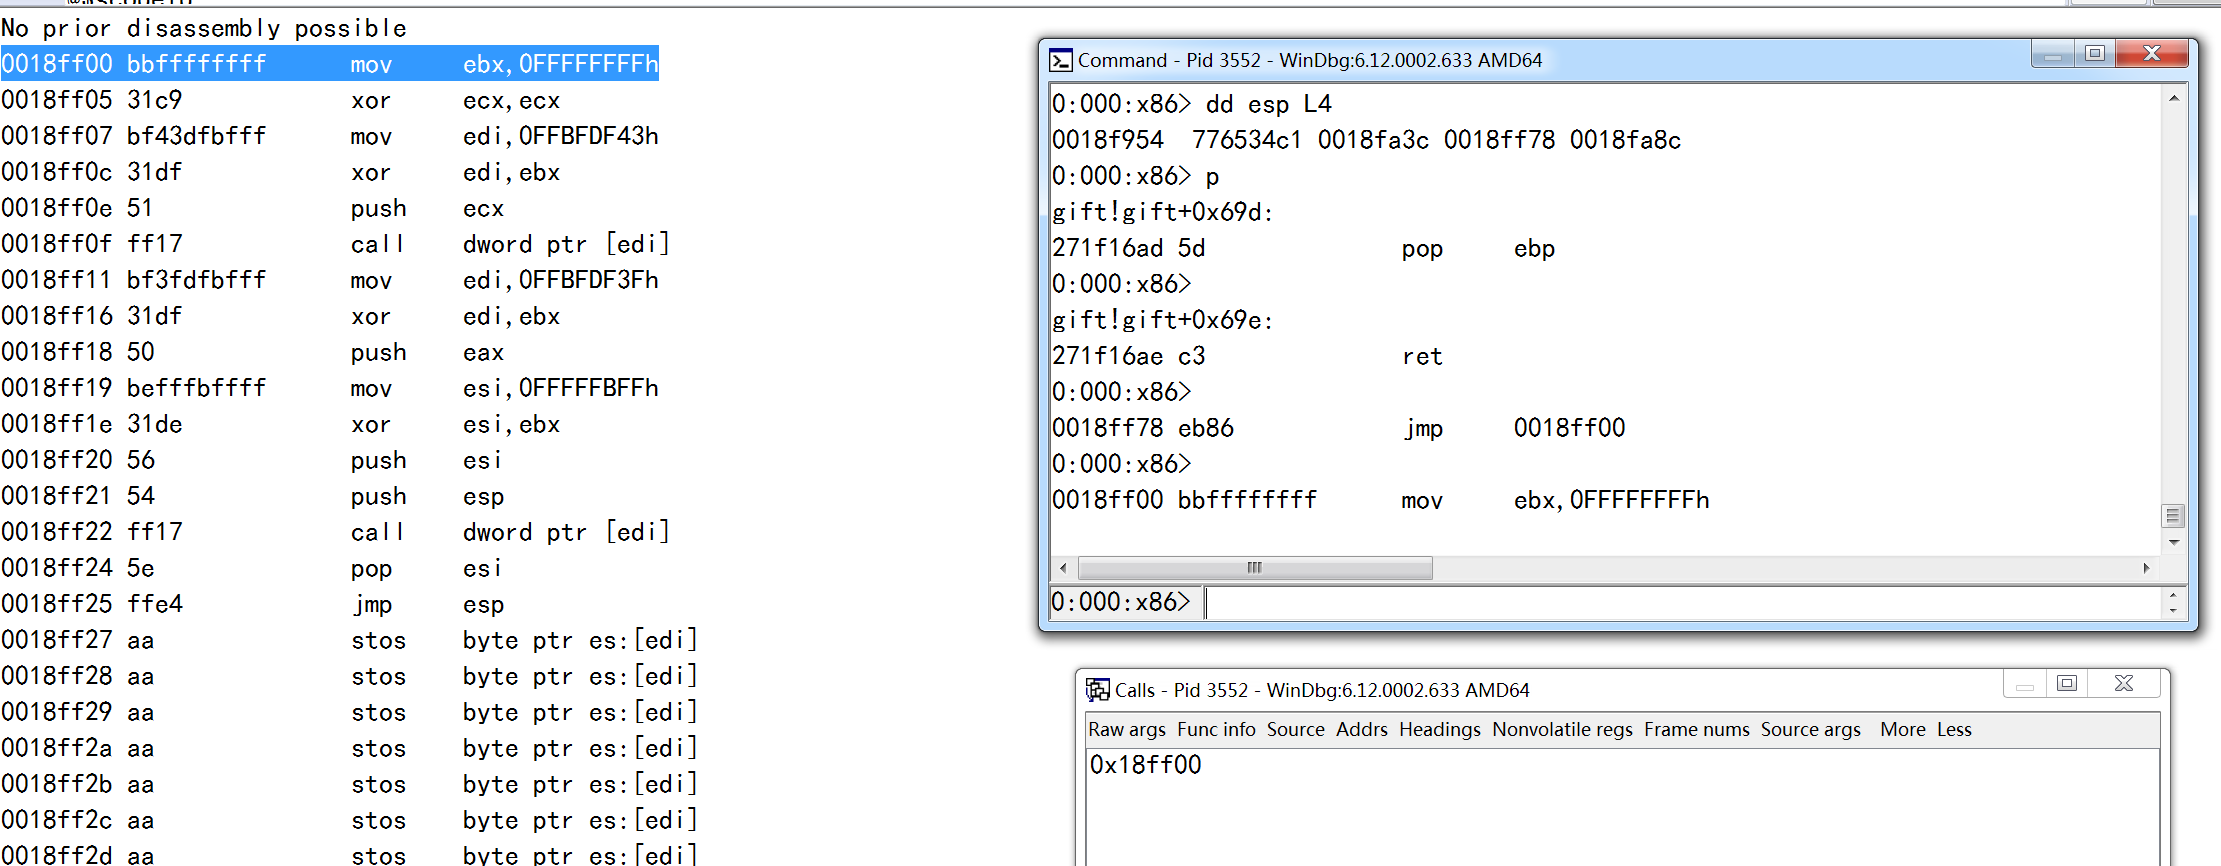 No prior disassembly possible
0018ff00 bbffffffff mov ebx,0FFFFFFFFh
0018ff05 31c9 xor ecx,ecx
0018ff07 bf43dfbfff mov edi,0FFBFDF43h
0018ff0c 31df xor edi,ebx
0018ff0e 51 push ecx
0018ff0f ff17 call dword ptr [edi]
0018ff11 bf3fdfbfff mov edi,0FFBFDF3Fh
0018ff16 31df xor edi,ebx
0018ff18 50 push eax
0018ff19 befffbffff mov esi,0FFFFFBFFh
0018ff1e 31de xor esi,ebx
0018ff20 56 push esi
0018ff21 54 push esp
0018ff22 ff17 call dword ptr [edi]
0018ff24 5e pop esi
0018ff25 ffe4 jmp esp
0018ff27 aa stos byte ptr es:[edi]
0018ff28 aa stos byte ptr es:[edi]
0018ff29 aa stos byte ptr es:[edi]
0018ff2a aa stos byte ptr es:[edi]
0018ff2b aa stos byte ptr es:[edi]
0018ff2c aa stos byte ptr es:[edi]
0018ff2d aa stos byte ptr es:[edi]
Command - Pid 3552 - WinDbg:6.12.0002.633 AMD64
0:000:x86> dd esp L4
0018f954 776534c1 0018fa3c 0018ff78 0018fa8c
0:000:x86> p
gift!gift+0x69d:
271f16ad 5d pop ebp
0:000:x86>
gift!gift+0x69e:
271f16ae c3 ret
0:000:x86>
0018ff78 eb86 jmp 0018ff00
0:000:x86>
0018ff00 bbffffffff mov ebx,0FFFFFFFFh
0:000:x86>
Calls - Pid 3552 - WinDbg:6.12.0002.633 AMD64
Raw args Func info Source Addrs Headings Nonvolatile regs Frame nums Source args More Less
0x18ff00